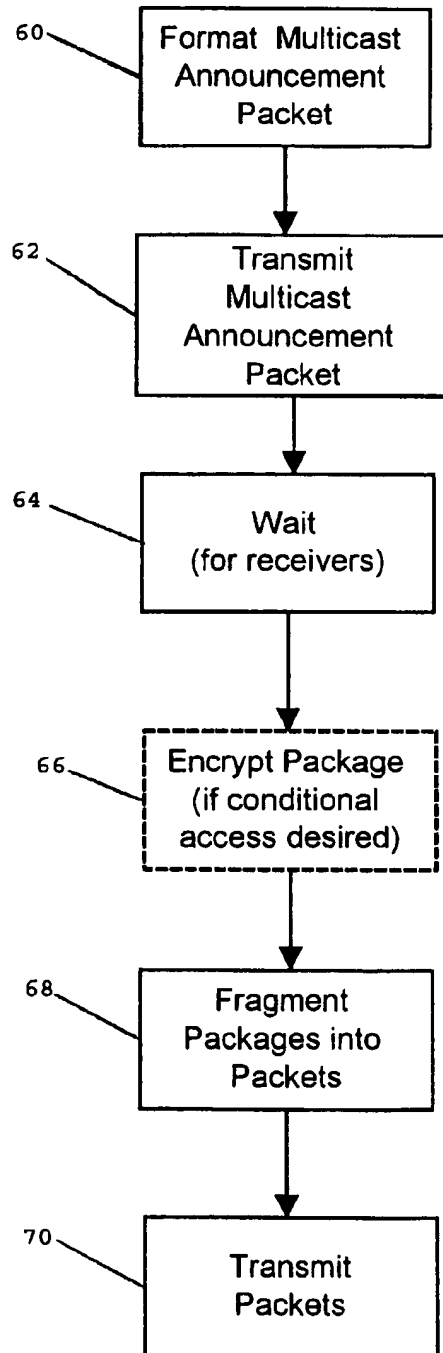 60
Format Multicast
Announcement
Packet
62
Transmit
Multicast
Announcement
Packet
64
Wait
(for receivers)
66
Encrypt Package
(if conditional
access desired)
68
Fragment
Packages into
Packets
70
Transmit
Packets